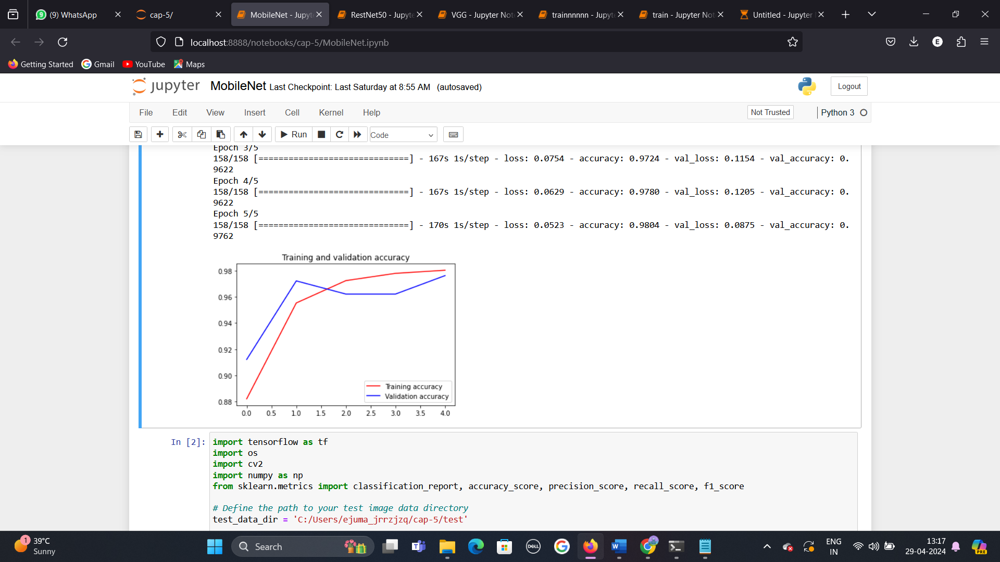 (9) WhatsApp
cap-5/
MobileNet - Jupyt
RestNet50 - Jupyte
VGG - Jupyter Not
trainnnnnn - Jupyt
train - Jupyter Not
Untitled - Jupyter
localhost:8888/notebooks/cap-5/MobileNet.ipynb
E
Getting Started
Gmail
YouTube
Maps
jupyter MobileNet Last Checkpoint: Last Saturday at 8:55 AM (autosaved)
Logout
File Edit View Insert Cell Kernel Help
Not Trusted
Python 3
Run
Code
Epoch 3/5
158/158 [==============================] - 167s 1s/step - loss: 0.0754 - accuracy: 0.9724 - val_loss: 0.1154 - val_accuracy: 0.
9622
Epoch 4/5
158/158 [==============================] - 167s 1s/step - loss: 0.0629 - accuracy: 0.9780 - val_loss: 0.1205 - val_accuracy: 0.
9622
Epoch 5/5
158/158 [==============================] - 170s 1s/step - loss: 0.0523 - accuracy: 0.9804 - val_loss: 0.0875 - val_accuracy: 0.
9762
Training and validation accuracy
0.98
0.96
0.94
0.92
0.90
0.88
Training accuracy
Validation accuracy
0.0 0.5 1.0 1.5 2.0 2.5 3.0 3.5 4.0
In [2]:
import tensorflow as tf
import os
import cv2
import numpy as np
from sklearn.metrics import classification_report, accuracy_score, precision_score, recall_score, f1_score
# Define the path to your test image data directory
test_data_dir = 'C:/Users/ejuma_jrrzjzq/cap-5/test'
1
39°C
Sunny
Search
DELL
ENG
IN
13:17
29-04-2024
PRE